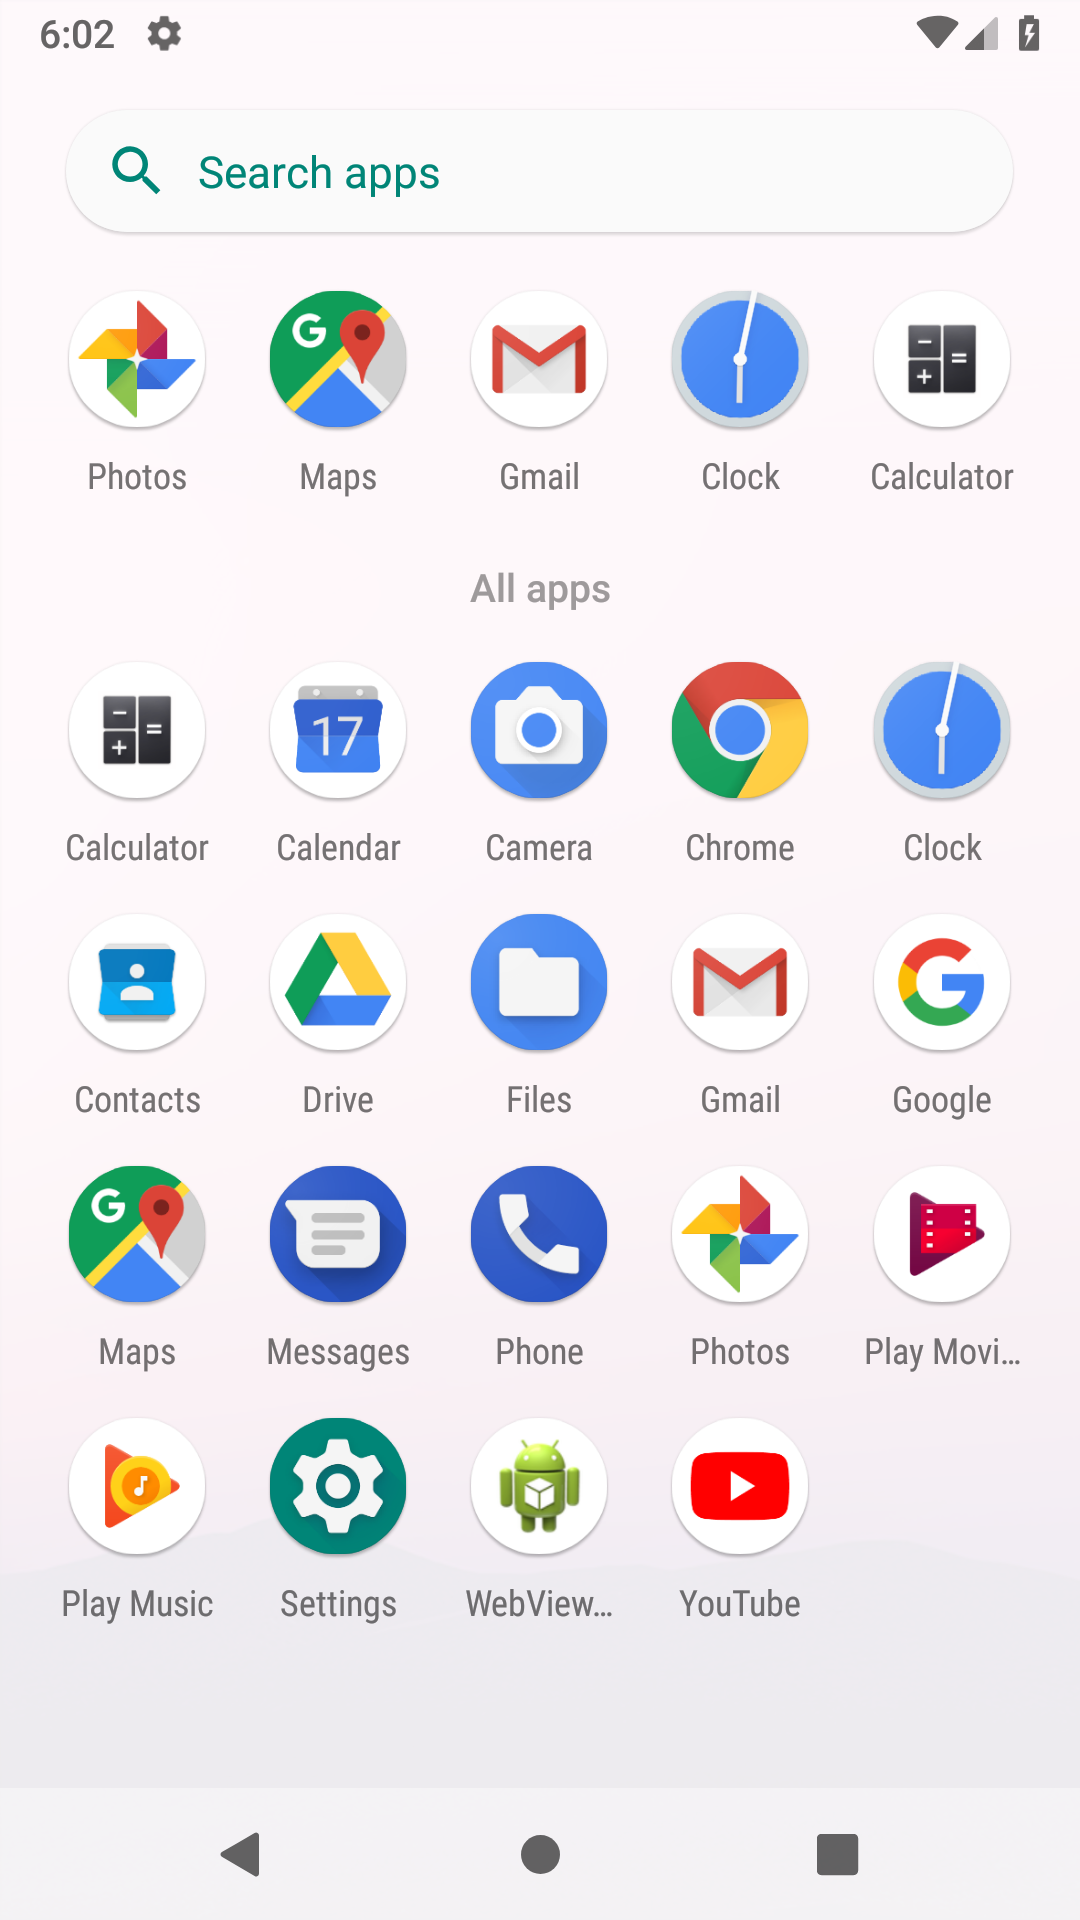 6:02
Search apps
Photos Maps Gmail Clock Calculator
All apps
17
Calculator Calendar Camera Chrome Clock
Contacts Drive Files Gmail Google
Maps Messages Phone Photos Play Movi...
Play Music Settings WebView... YouTube